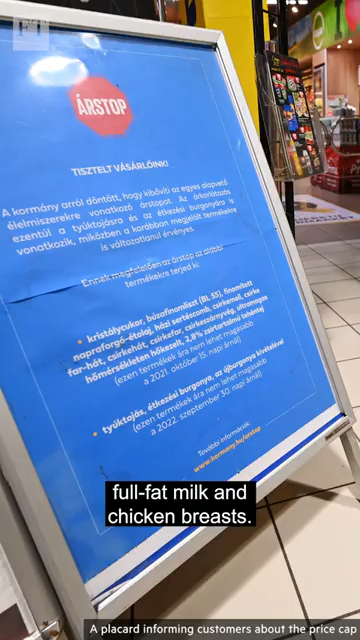 ÁRSTOP
TISZTELT VÁSÁRLÓINK!
A kormány arról döntött, hogy kibővíti az egyes alapvető
élelmiszerekre vonatkozó árstopot. Az árkorlátozás
ezektűl a tyúktojásra és az étkezési burgonyára is
vonatkozik, miközben a korábban megjelölt termékekre
is változatlanul érvényes.
Ennek megfelelően az árstop az alábbi
termékekre terjed ki:
• kristálycukor, búzafinomliszt (BL 55), finomított
napraforgó-étolaj, házi sertéscomb, csirkemell, csirke
far-hát, csirkehát, csirkefar, csirkeszárnyvég, ultramagas
hőmérsékleten hőkezelt, 2,8% zsírtartalmú tehéntej
(ezen termékek ára nem lehet magasabb
a 2021. október 15. napi árnál)
• tyúktojás, étkezési burgonya, az újburgonya kivételével
(ezen termékek ára nem lehet magasabb
a 2022. szeptember 30. napi árnál)
További információ:
www.kormany.hu/arstop
full-fat milk and
chicken breasts.
A placard informing customers about the price cap